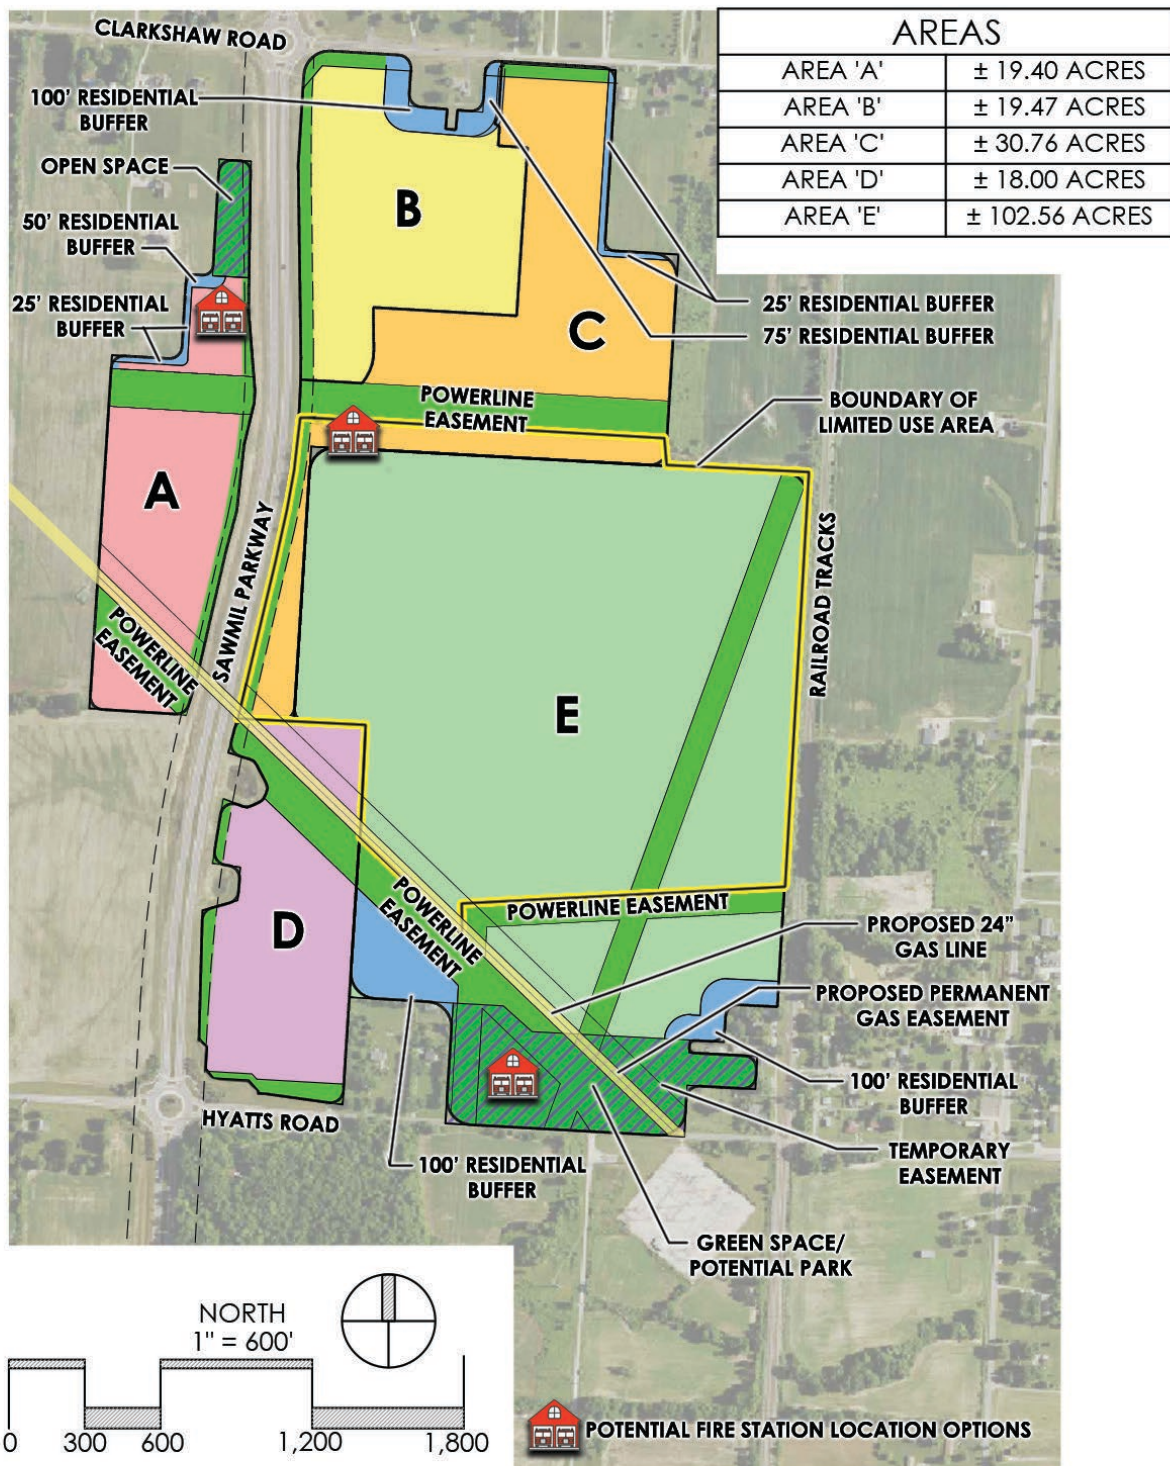 CLARKSHAW ROAD
AREAS
AREA 'A' ± 19.40 ACRES
AREA 'B' ± 19.47 ACRES
AREA 'C' ± 30.76 ACRES
AREA 'D' ± 18.00 ACRES
AREA 'E' ± 102.56 ACRES
100' RESIDENTIAL
BUFFER
OPEN SPACE
50' RESIDENTIAL
BUFFER
25' RESIDENTIAL
BUFFER
B
C
25' RESIDENTIAL BUFFER
75' RESIDENTIAL BUFFER
POWERLINE
EASEMENT
BOUNDARY OF
LIMITED USE AREA
A
SAWMIL PARKWAY
RAILROAD TRACKS
POWERLINE
EASEMENT
E
D
POWERLINE
EASEMENT
POWERLINE EASEMENT
PROPOSED 24"
GAS LINE
PROPOSED PERMANENT
GAS EASEMENT
100' RESIDENTIAL
BUFFER
HYATTS ROAD
100' RESIDENTIAL
BUFFER
TEMPORARY
EASEMENT
GREEN SPACE/
POTENTIAL PARK
NORTH
1" = 600'
0 300 600 1,200 1,800
POTENTIAL FIRE STATION LOCATION OPTIONS